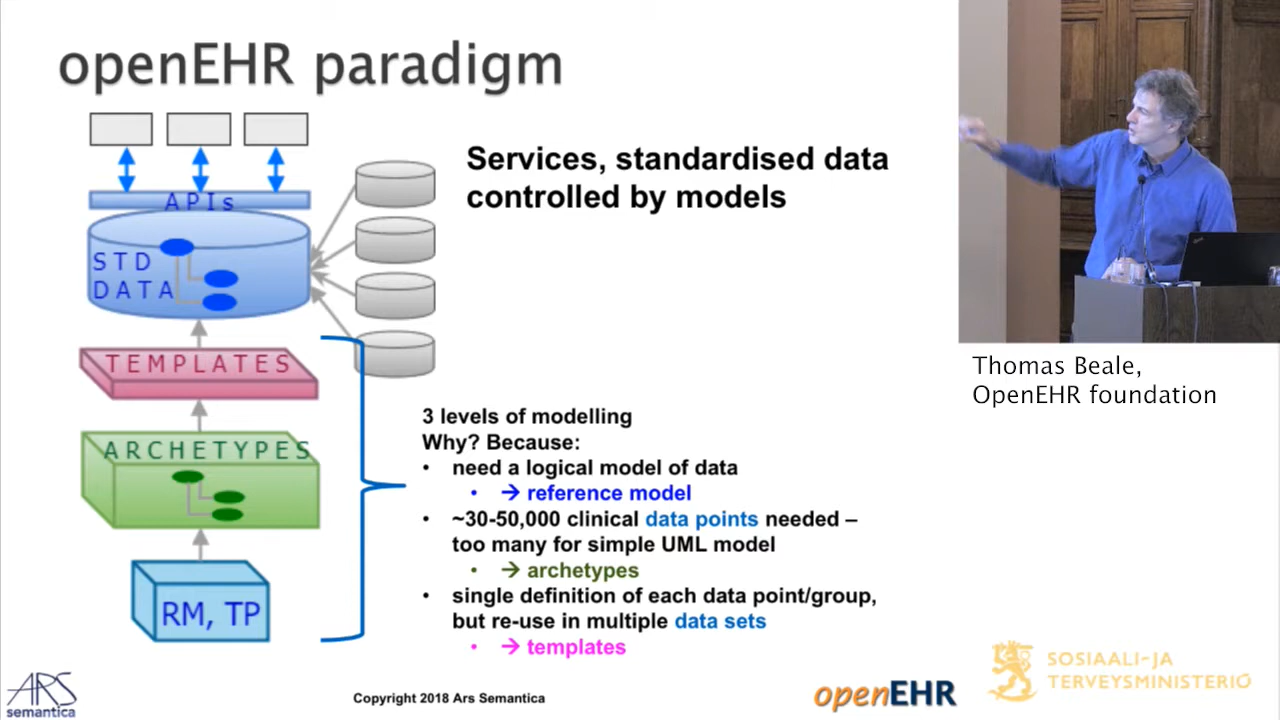 openEHR paradigm
Services, standardised data
controlled by models
APIs
STD
DATA
TEMPLATES
ARCHETYPES
RM, TP
3 levels of modelling
Why? Because:
• need a logical model of data
• → reference model
• ~30-50,000 clinical data points needed –
too many for simple UML model
• → archetypes
• single definition of each data point/group,
but re-use in multiple data sets
• → templates
Thomas Beale,
OpenEHR foundation
ARS
semantica
Copyright 2018 Ars Semantica
openEHR
SOSIAALI-JA
TERVEYSMINISTERIÖ